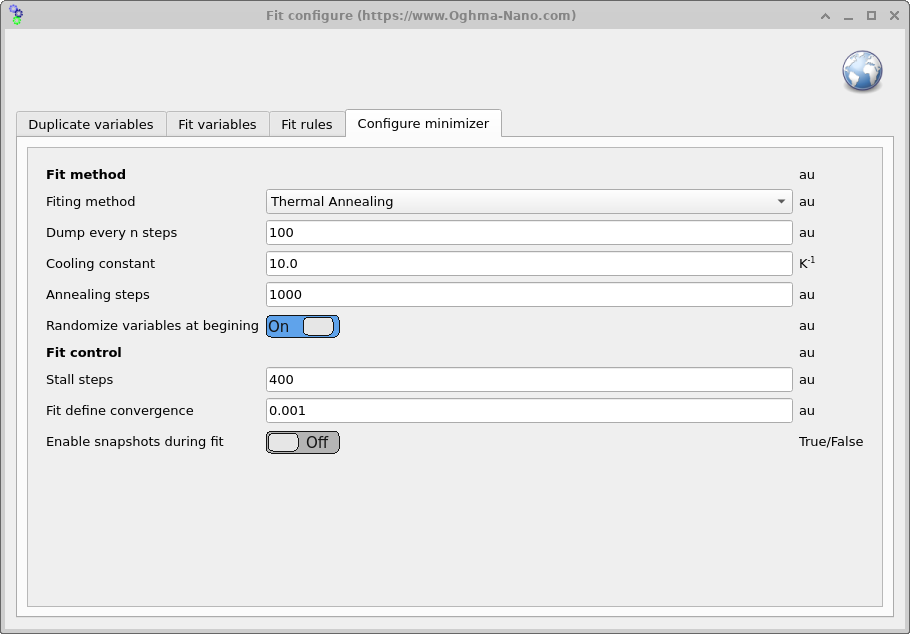 Fit configure (https://www.Oghma-Nano.com)
Duplicate variables Fit variables Fit rules Configure minimizer
Fit method au
Fiting method Thermal Annealing au
Dump every n steps 100 au
Cooling constant 10.0 K⁻¹
Annealing steps 1000 au
Randomize variables at begining On au
Fit control au
Stall steps 400 au
Fit define convergence 0.001 au
Enable snapshots during fit Off True/False